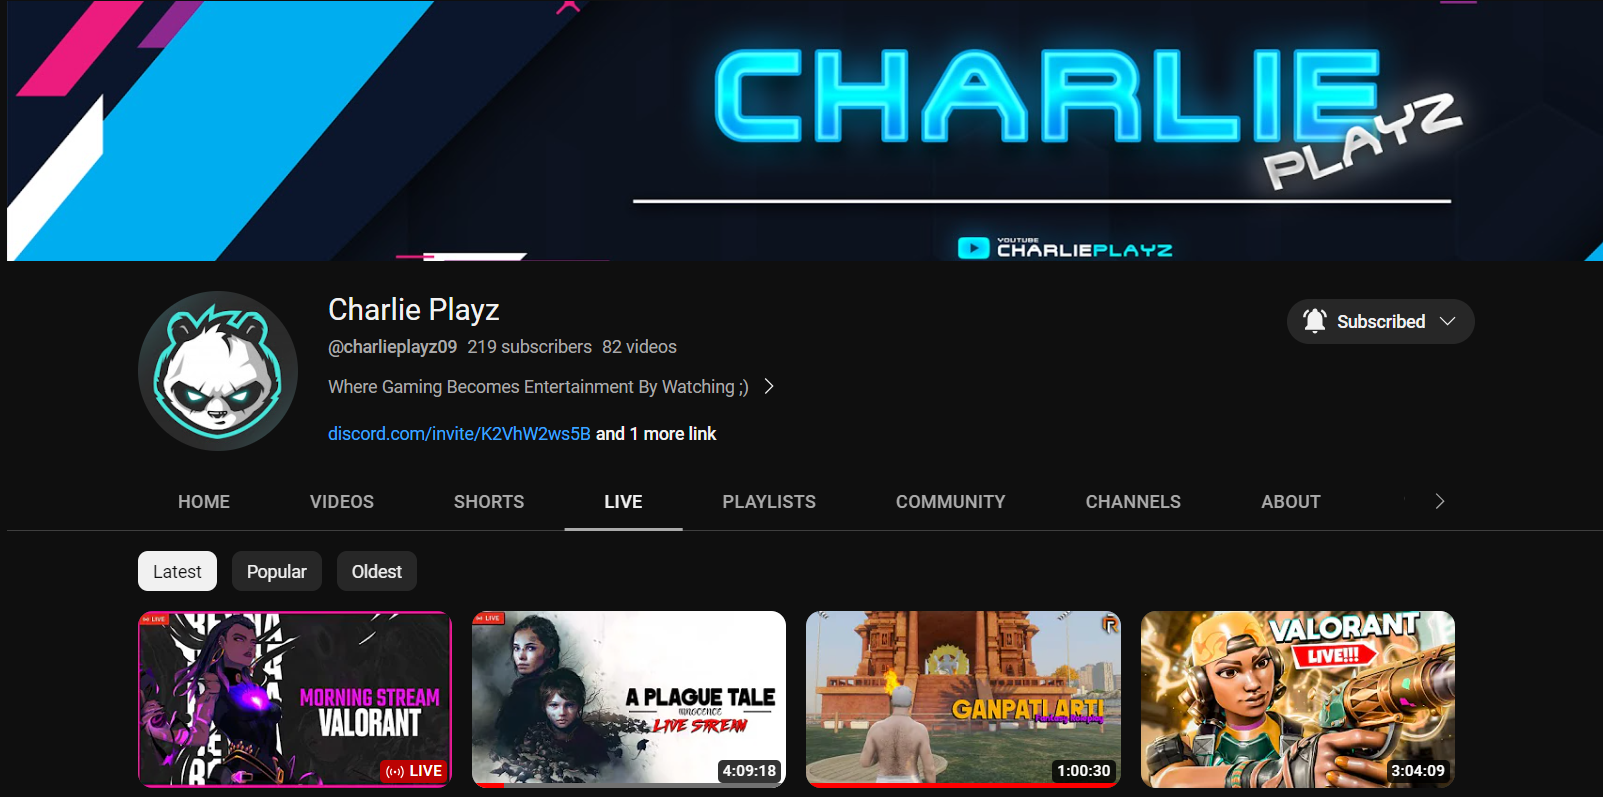 CHARLIE
PLAYZ
YOUTUBE
CHARLIEPLAYZ
Charlie Playz
@charlieplayz09 219 subscribers 82 videos
Where Gaming Becomes Entertainment By Watching ;)
discord.com/invite/K2VhW2ws5B and 1 more link
Subscribed
HOME VIDEOS SHORTS LIVE PLAYLISTS COMMUNITY CHANNELS ABOUT
Latest Popular Oldest
LIVE
MORNING STREAM
VALORANT
LIVE
LIVE
A PLAGUE TALE
INNOCENCE
LIVE STREAM
4:09:18
GANPATI ARTI
1:00:30
VALORANT
LIVE!!!
3:04:09